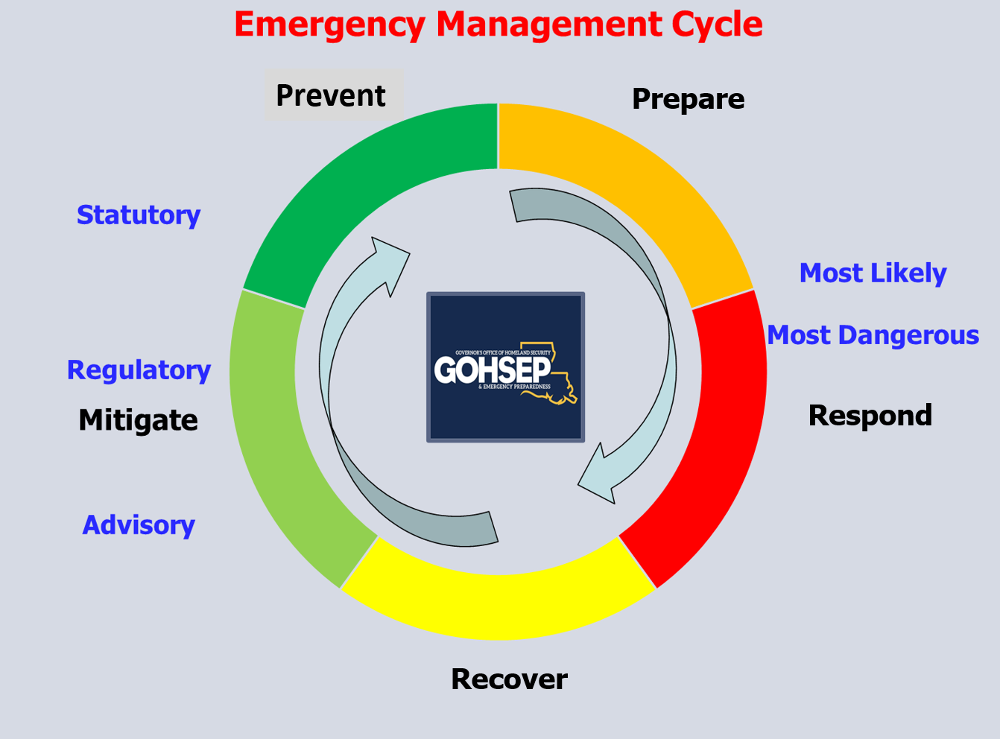 Emergency Management Cycle
Prevent
Prepare
Statutory
Most Likely
Most Dangerous
Regulatory
GOVERNOR'S OFFICE OF HOMELAND SECURITY
GOHSEP
& EMERGENCY PREPAREDNESS
Mitigate
Respond
Advisory
Recover